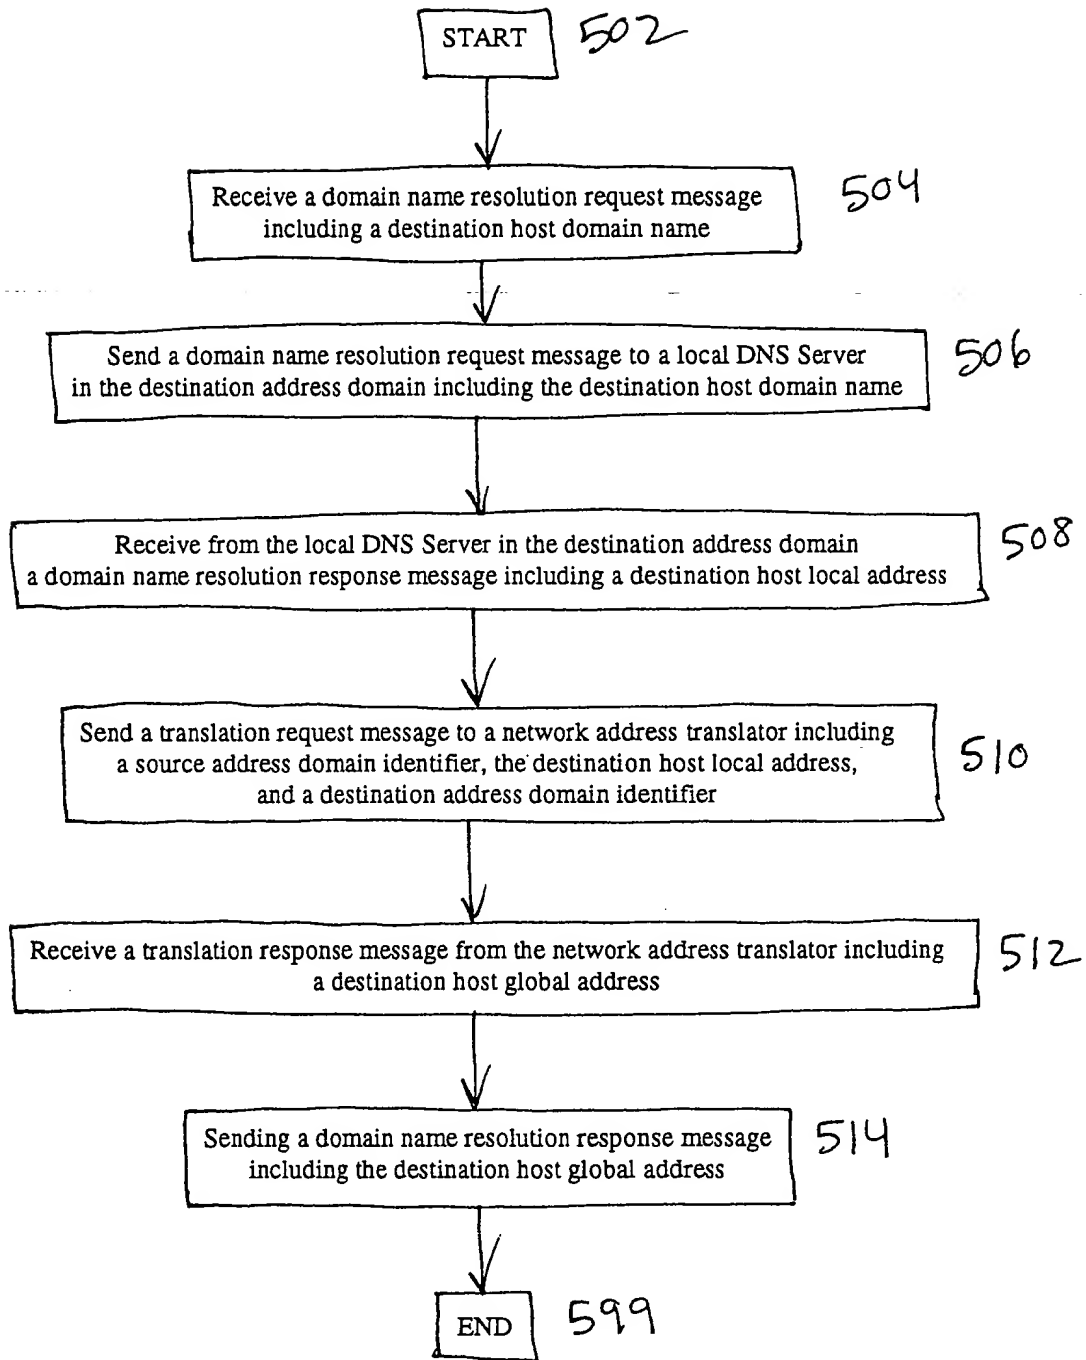 START 502
Receive a domain name resolution request message
including a destination host domain name
504
Send a domain name resolution request message to a local DNS Server
in the destination address domain including the destination host domain name
506
Receive from the local DNS Server in the destination address domain
a domain name resolution response message including a destination host local address
508
Send a translation request message to a network address translator including
a source address domain identifier, the destination host local address,
and a destination address domain identifier
510
Receive a translation response message from the network address translator including
a destination host global address
512
Sending a domain name resolution response message
including the destination host global address
514
END 599